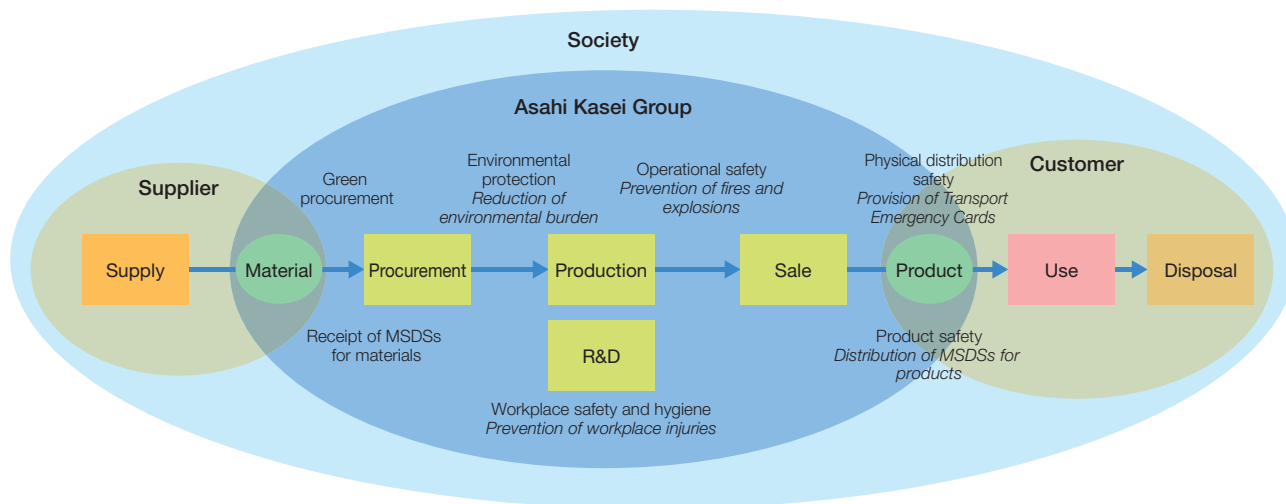 Society
Asahi Kasei Group
Supplier
Customer
Green
procurement
Environmental
protection
Reduction of
environmental burden
Operational safety
Prevention of fires and
explosions
Physical distribution
safety
Provision of Transport
Emergency Cards
Supply
Material
Procurement
Production
Sale
Product
Use
Disposal
Receipt of MSDSs
for materials
R&D
Product safety
Distribution of MSDSs for
products
Workplace safety and hygiene
Prevention of workplace injuries